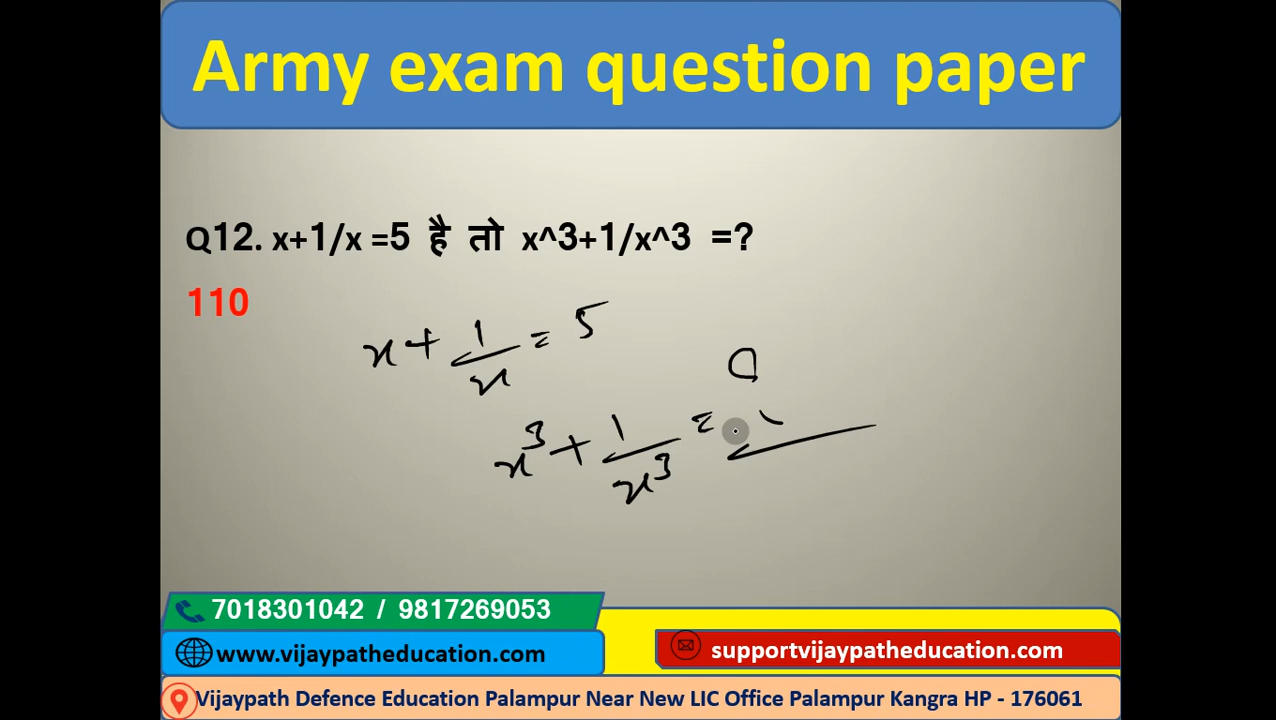 Army exam question paper
Q12. x+1/x =5 है तो x^3+1/x^3 =?
110
x + 1/x = 5
x^3 + 1/x^3 =
7018301042 / 9817269053
www.vijaypatheducation.com
supportvijaypatheducation.com
Vijaypath Defence Education Palampur Near New LIC Office Palampur Kangra HP - 176061